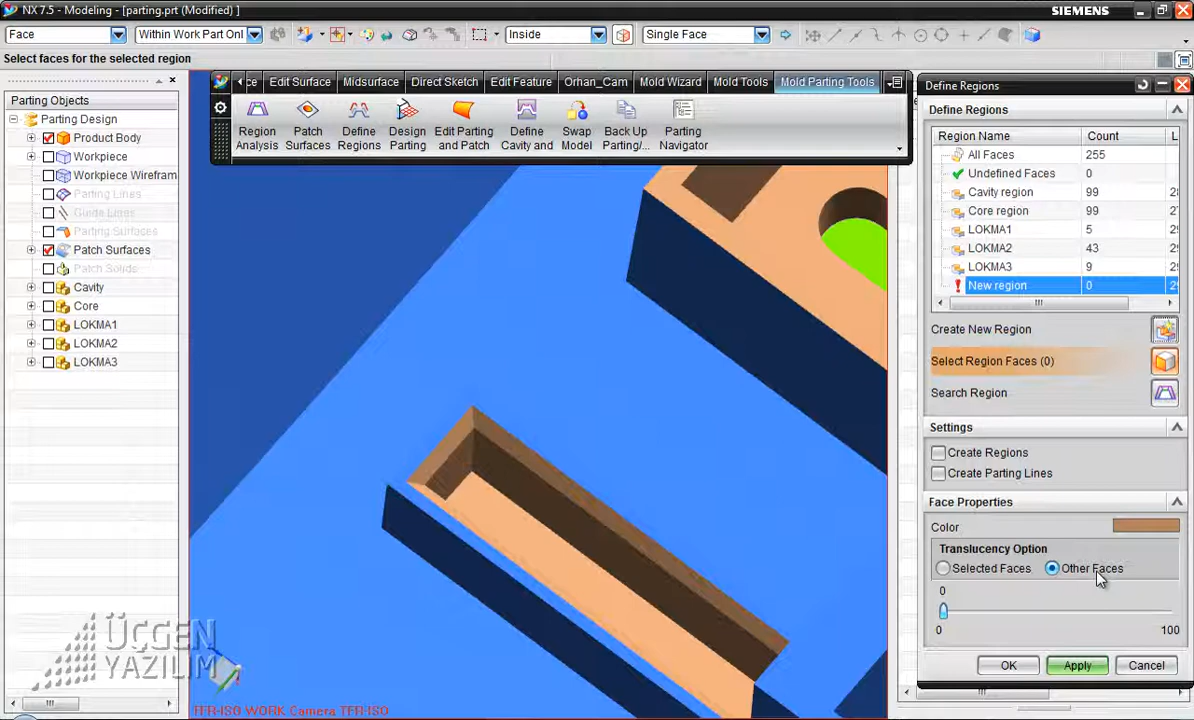 NX 7.5 - Modeling - [parting.prt (Modified) ]
SIEMENS
Face
Within Work Part Onl
Inside
Single Face
Select faces for the selected region
Parting Objects
Parting Design
Product Body
Workpiece
Workpiece Wirefram
Parting Lines
Guide Lines
Parting Surfaces
Patch Surfaces
Patch Solids
Cavity
Core
LOKMA1
LOKMA2
LOKMA3
ce Edit Surface Midsurface Direct Sketch Edit Feature Orhan_Cam Mold Wizard Mold Tools Mold Parting Tools
Region Analysis
Patch Surfaces
Define Regions
Design Parting
Edit Parting and Patch
Define Cavity and
Swap Model
Back Up Parting/...
Parting Navigator
Define Regions
Define Regions
Region Name Count L
All Faces 255
Undefined Faces 0
Cavity region 99 28
Core region 99 27
LOKMA1 5 29
LOKMA2 43 29
LOKMA3 9 29
New region 0 29
Create New Region
Select Region Faces (0)
Search Region
Settings
Create Regions
Create Parting Lines
Face Properties
Color
Translucency Option
Selected Faces Other Faces
0
0 100
OK Apply Cancel
ÜÇGEN
YAZILIM
TFR-ISO WORK Camera TFR-ISO